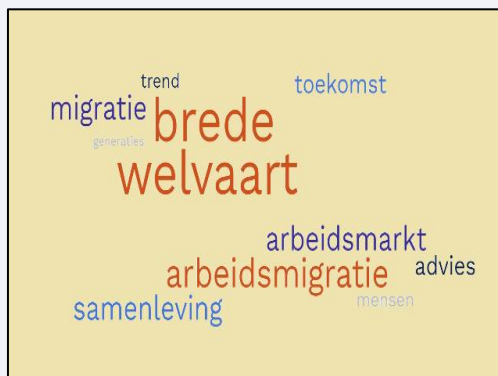 trend
toekomst
migratie
brede
generaties
welvaart
arbeidsmarkt
arbeidsmigratie
advies
samenleving
mensen